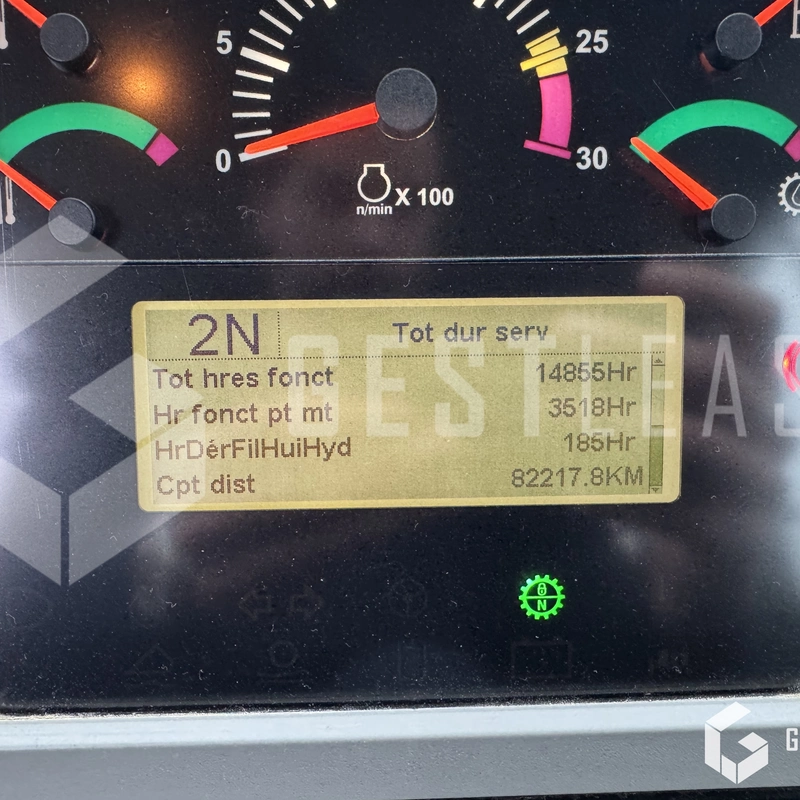 5
25
0
30
n/min X 100
2N Tot dur serv
Tot hres fonct 14855Hr
Hr fonct pt mt 3518Hr
HrDérFilHuiHyd 185Hr
Cpt dist 82217.8KM
GESTLEAS
N
G